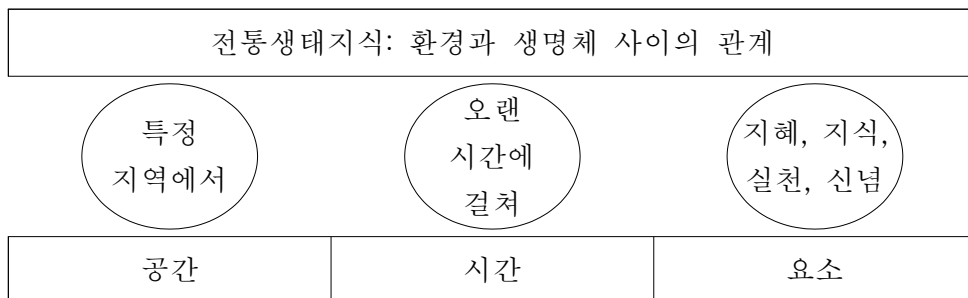 전통생태지식: 환경과 생명체 사이의 관계
특정
지역에서
오랜
시간에
걸쳐
지혜, 지식,
실천, 신념
공간
시간
요소